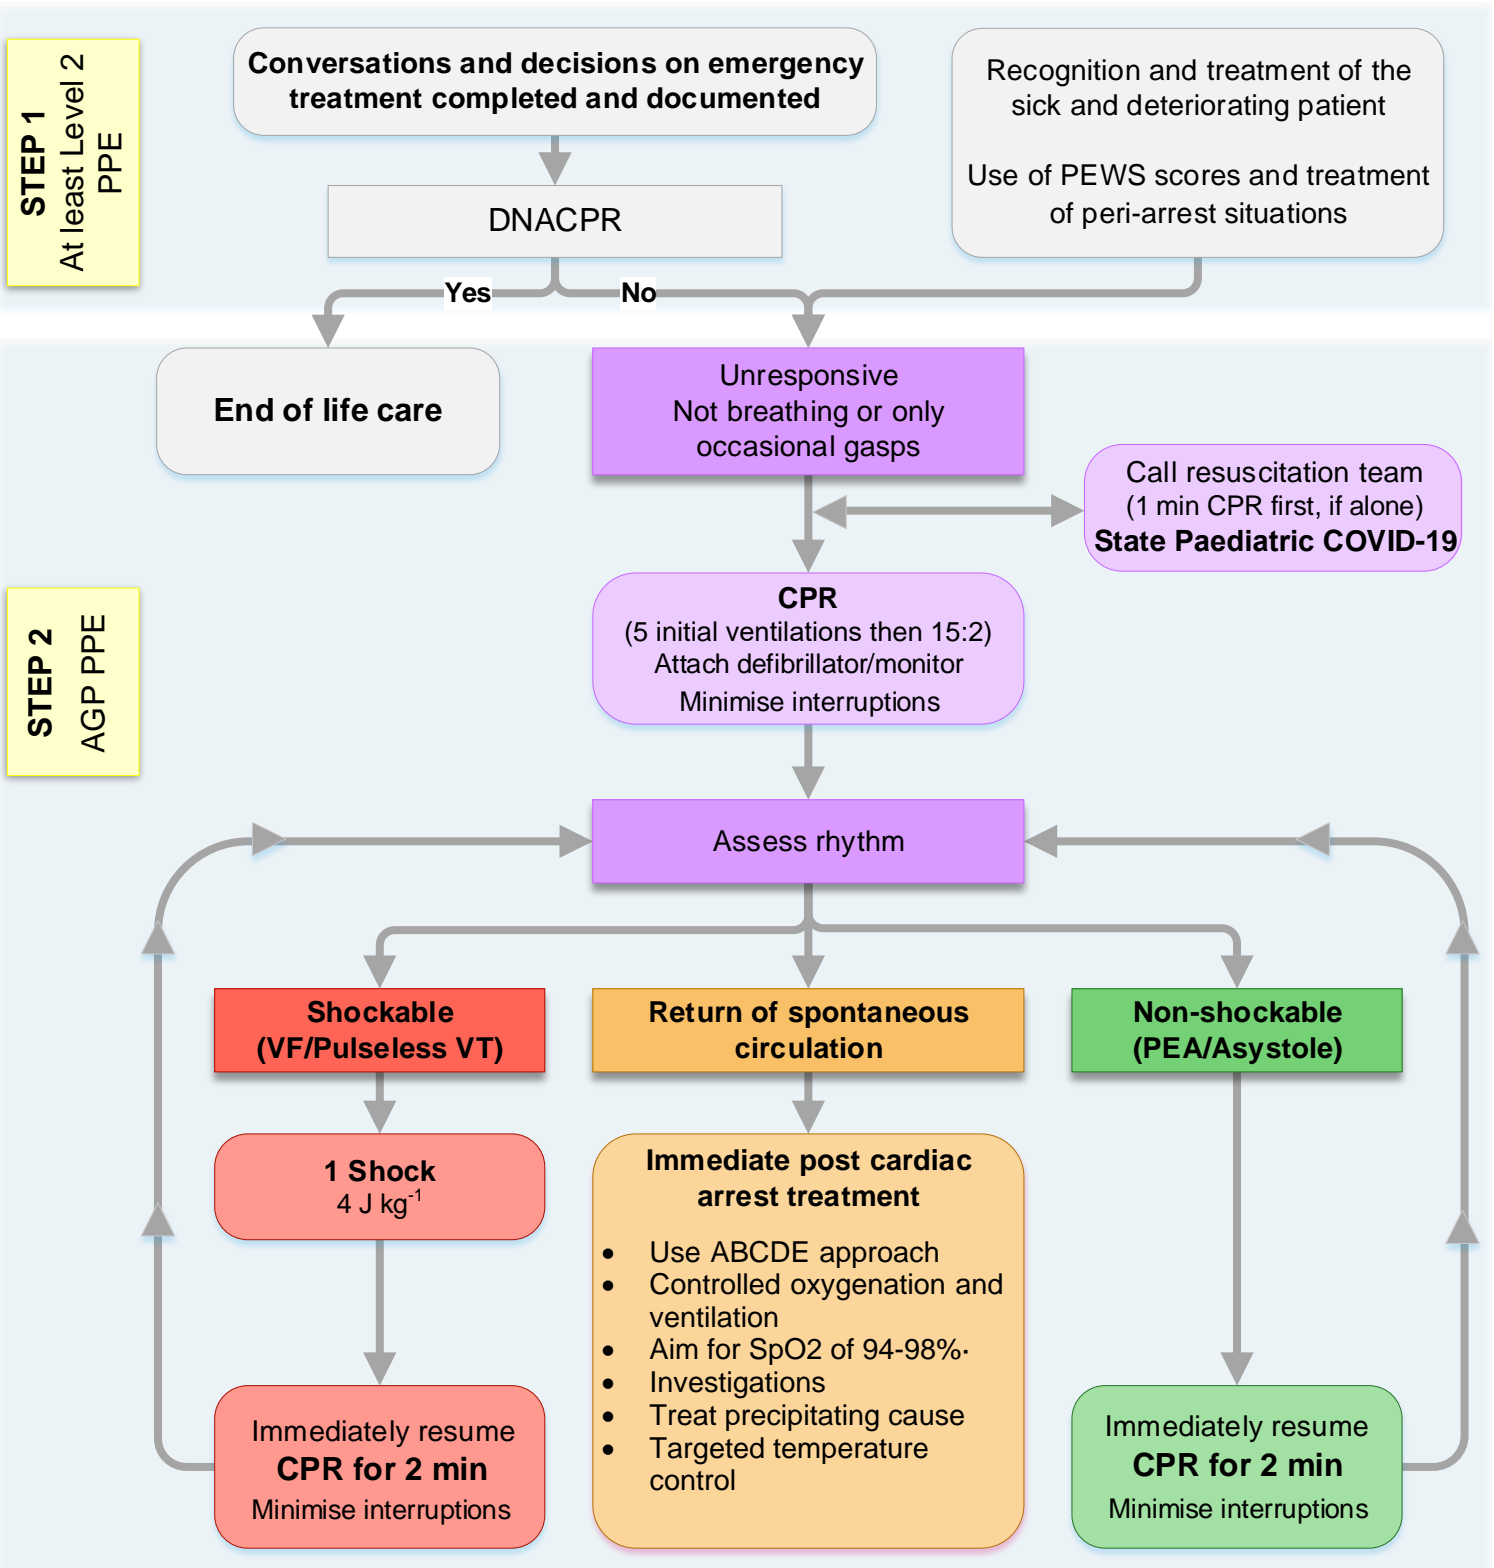 STEP 1
At least Level 2
PPE
Conversations and decisions on emergency
treatment completed and documented
Recognition and treatment of the
sick and deteriorating patient
Use of PEWS scores and treatment
of peri-arrest situations
DNACPR
Yes
No
End of life care
Unresponsive
Not breathing or only
occasional gasps
Call resuscitation team
(1 min CPR first, if alone)
State Paediatric COVID-19
STEP 2
AGP PPE
CPR
(5 initial ventilations then 15:2)
Attach defibrillator/monitor
Minimise interruptions
Assess rhythm
Shockable
(VF/Pulseless VT)
Return of spontaneous
circulation
Non-shockable
(PEA/Asystole)
1 Shock
4 J kg⁻¹
Immediate post cardiac
arrest treatment
• Use ABCDE approach
• Controlled oxygenation and
ventilation
• Aim for SpO2 of 94-98%·
• Investigations
• Treat precipitating cause
• Targeted temperature
control
Immediately resume
CPR for 2 min
Minimise interruptions
Immediately resume
CPR for 2 min
Minimise interruptions